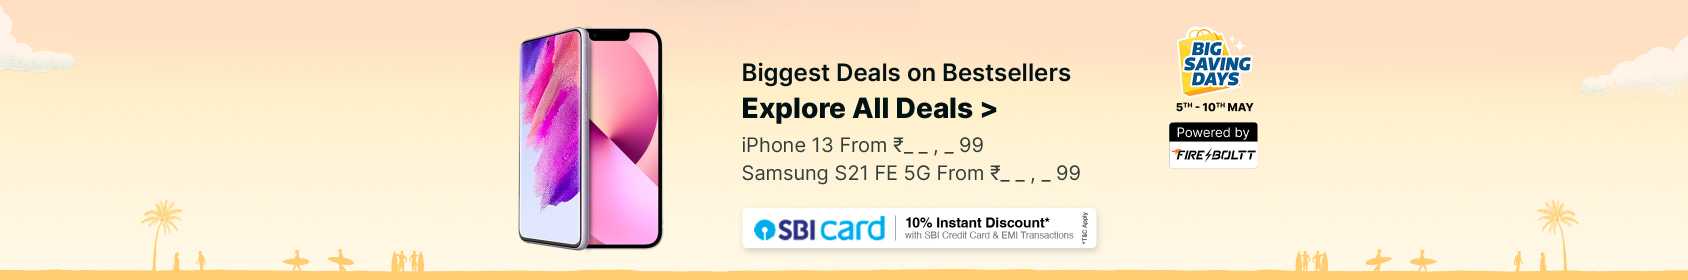 Biggest Deals on Bestsellers
Explore All Deals >
iPhone 13 From ₹_ _ , _ 99
Samsung S21 FE 5G From ₹_ _ , _ 99
SBI card
10% Instant Discount*
with SBI Credit Card & EMI Transactions
*T&C Apply
BIG
SAVING
DAYS
5TH - 10TH MAY
Powered by
FIRE BOLTT